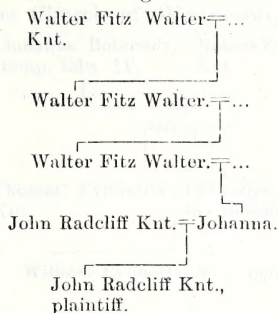 Walter Fitz Walter=...
Knt.
Walter Fitz Walter.=...
Walter Fitz Walter.=...
John Radcliff Knt.=Johanna.
John Radcliff Knt.,
plaintiff.